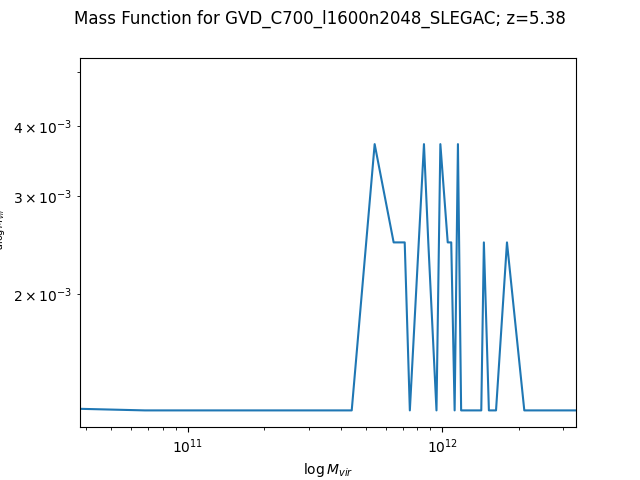 Mass Function for GVD_C700_l1600n2048_SLEGAC; z=5.38
4 × 10⁻³
3 × 10⁻³
2 × 10⁻³
10¹¹
10¹²
log M_vir